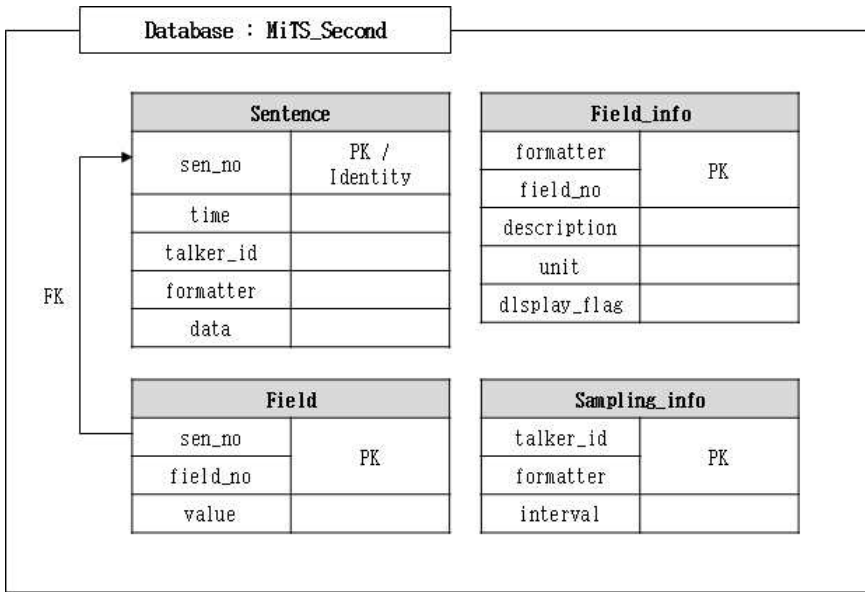 Database : MiTS_Second
Sentence
sen_no PK /
Identity
time
talker_id
formatter
data
FK
Field_info
formatter PK
field_no
description
unit
dlsplay_flag
Field
sen_no PK
field_no
value
Sampling_info
talker_id PK
formatter
interval